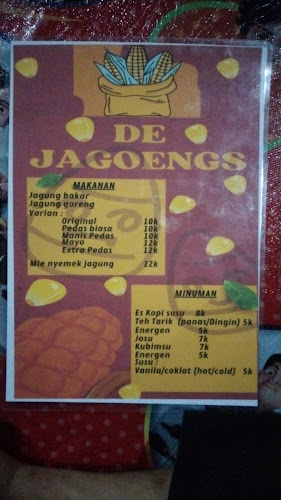 DE
JAGOENGS
MAKANAN
Jagung bakar
Jagung goreng
Varian :
Original 10k
Pedas biasa 10k
Manis Pedas 10k
Mayo 12k
Extra Pedas 12k
Mie nyemek jagung 12k
MINUMAN
Es Kopi susu 8k
Teh Tarik (panas/Dingin) 5k
Energen 5k
Josu 7k
Kubimsu 7k
Energen 5k
Susu :
Vanila/coklat (hot/cold) 5k